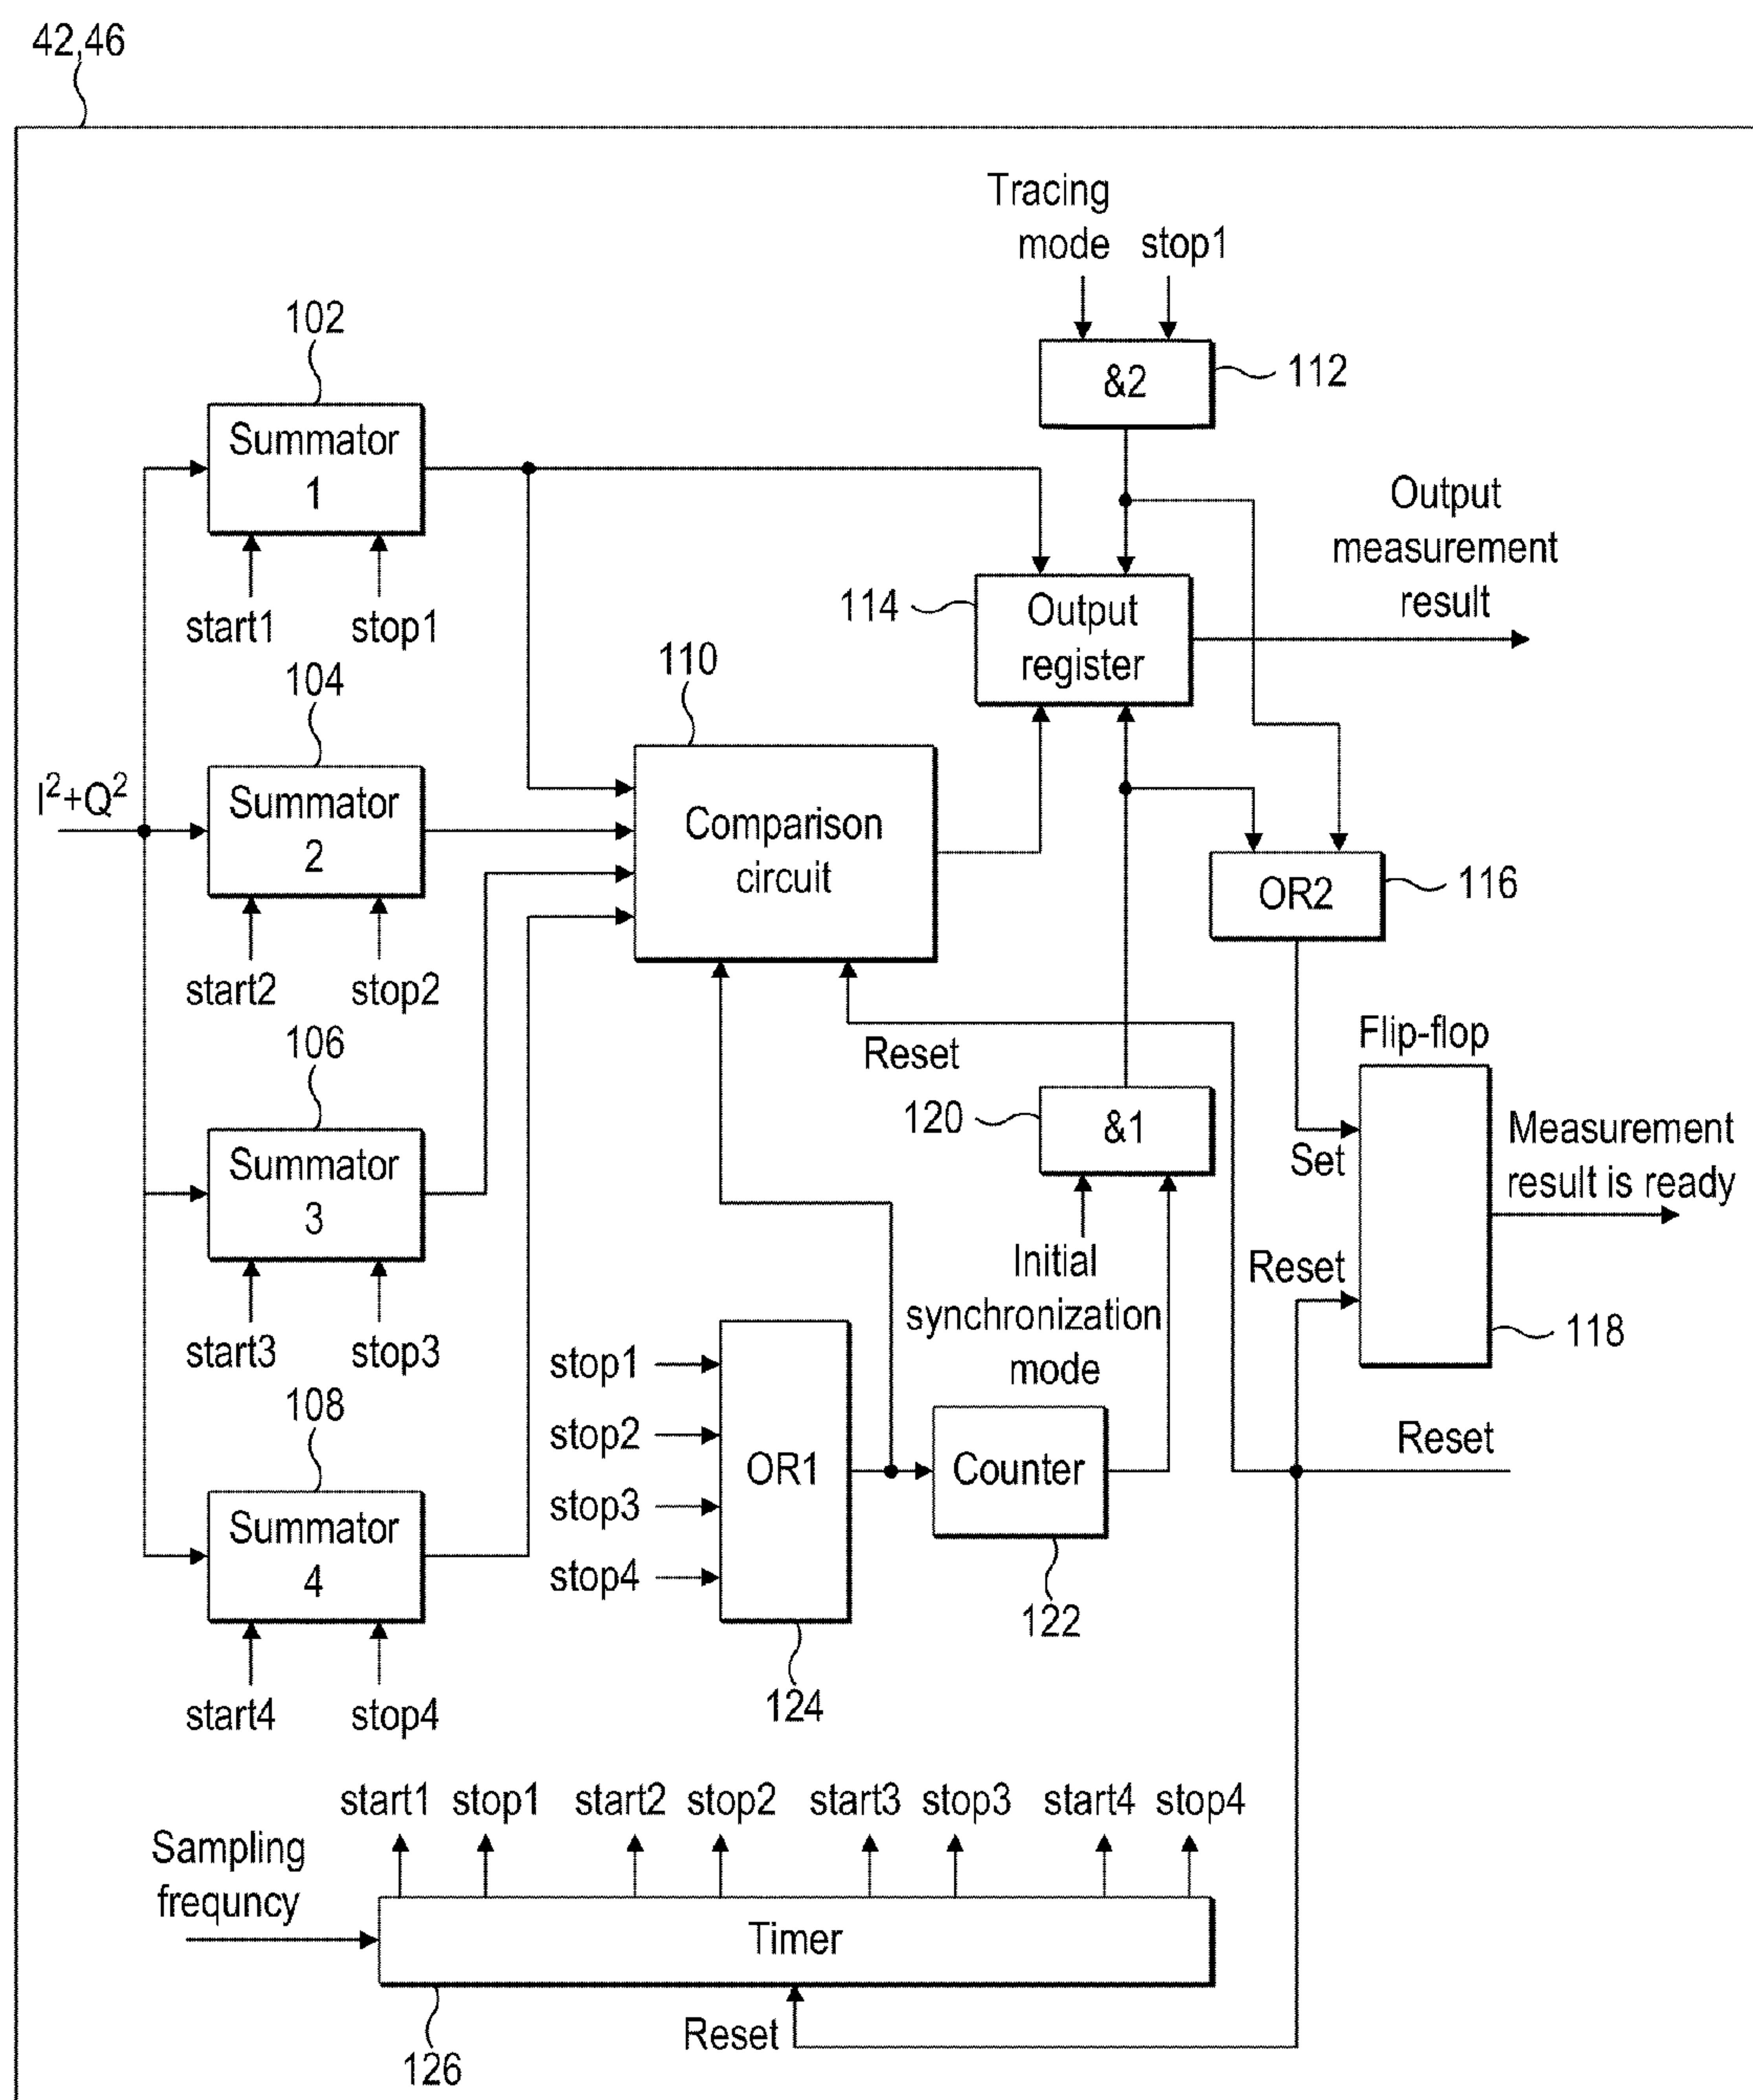 42,46
Tracing
mode
stop1
&2
112
102
Summator
1
start1
stop1
Output
measurement
result
114
Output
register
110
104
I²+Q²
Summator
2
start2
stop2
Comparison
circuit
OR2
116
Reset
106
Summator
3
start3
stop3
120
&1
Flip-flop
Set
Measurement
result is ready
Initial
synchronization
mode
Reset
118
108
Summator
4
start4
stop4
stop1
stop2
stop3
stop4
OR1
124
Counter
122
Reset
start1
stop1
start2
stop2
start3
stop3
start4
stop4
Sampling
frequncy
Timer
126
Reset